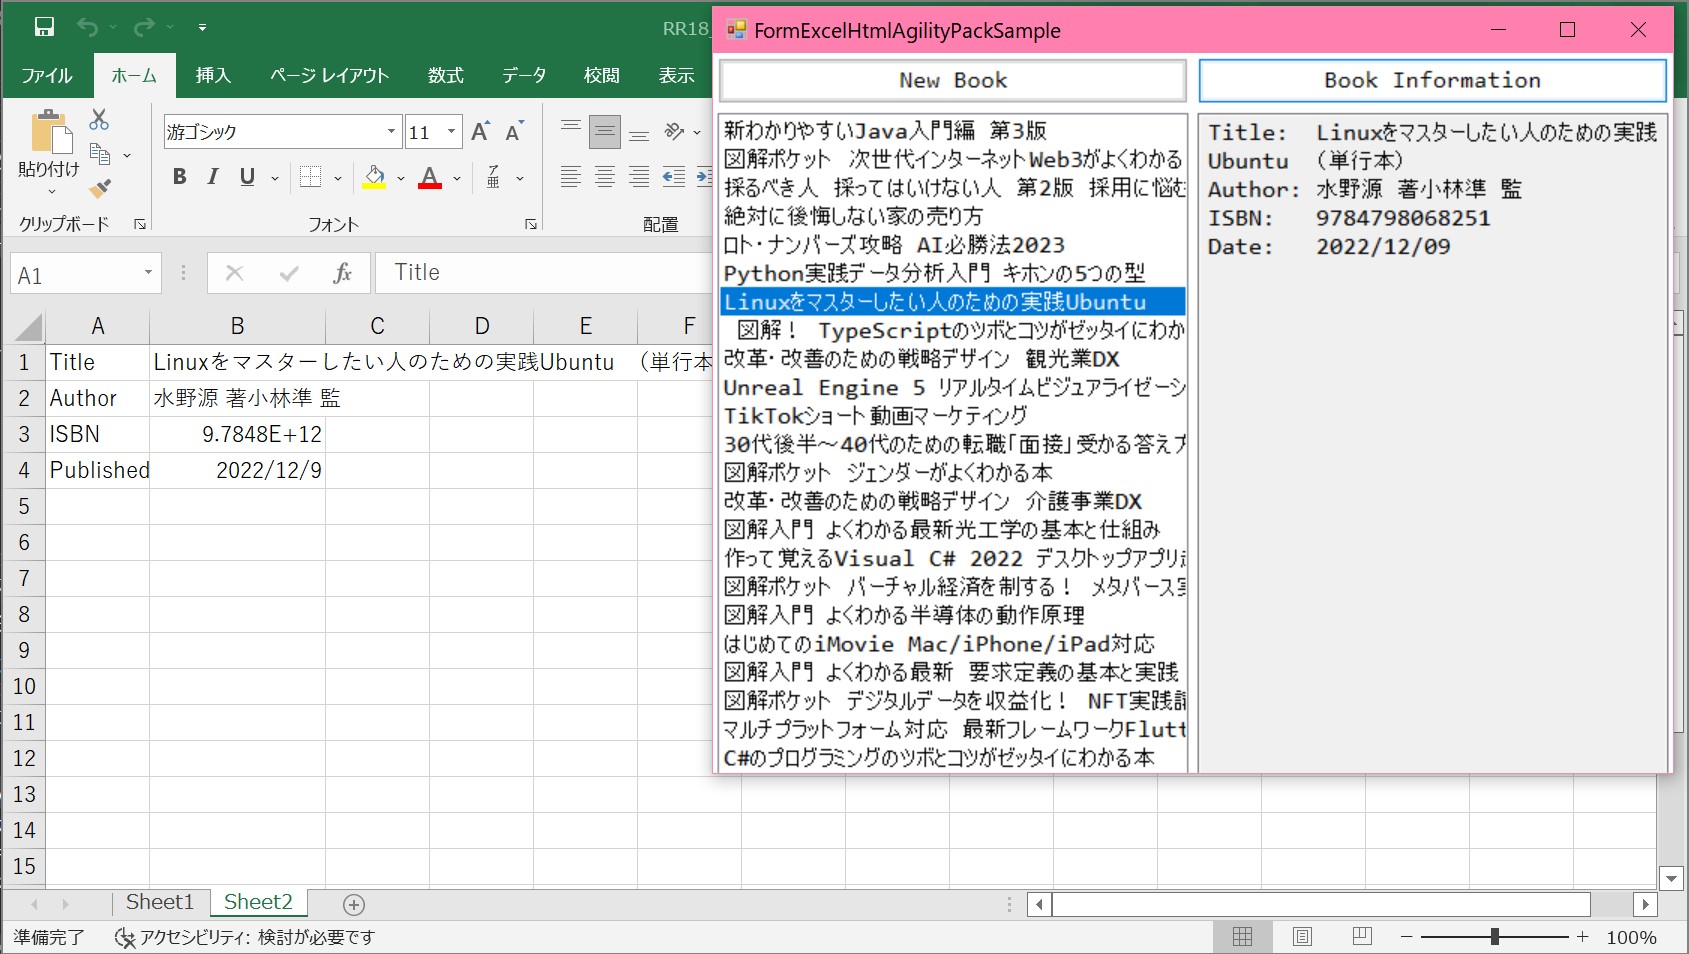 RR18_
FormExcelHtmlAgilityPackSample
ファイル ホーム 挿入 ページ レイアウト 数式 データ 校閲 表示
貼り付け
クリップボード
游ゴシック 11 A A
B I U A ア亜
フォント
配置
A1 fx Title
A B C D E F
1 Title Linuxをマスターしたい人のための実践Ubuntu （単行本
2 Author 水野源 著小林準 監
3 ISBN 9.7848E+12
4 Published 2022/12/9
5
6
7
8
9
10
11
12
13
14
15
Sheet1 Sheet2
準備完了 アクセシビリティ: 検討が必要です 100%
New Book
Book Information
新わかりやすいJava入門編 第3版
図解ポケット 次世代インターネットWeb3がよくわかる
採るべき人 採ってはいけない人 第2版 採用に悩む
絶対に後悔しない家の売り方
ロト・ナンバーズ攻略 AI必勝法2023
Python実践データ分析入門 キホンの5つの型
Linuxをマスターしたい人のための実践Ubuntu
図解！ TypeScriptのツボとコツがゼッタイにわか
改革・改善のための戦略デザイン 観光業DX
Unreal Engine 5 リアルタイムビジュアライゼーシ
TikTokショート動画マーケティング
30代後半～40代のための転職「面接」受かる答え方
図解ポケット ジェンダーがよくわかる本
改革・改善のための戦略デザイン 介護事業DX
図解入門 よくわかる最新光工学の基本と仕組み
作って覚えるVisual C# 2022 デスクトップアプリ
図解ポケット バーチャル経済を制する！ メタバース実
図解入門 よくわかる半導体の動作原理
はじめてのiMovie Mac/iPhone/iPad対応
図解入門 よくわかる最新 要求定義の基本と実践
図解ポケット デジタルデータを収益化！ NFT実践
マルチプラットフォーム対応 最新フレームワークFlutt
C#のプログラミングのツボとコツがゼッタイにわかる本
Title: Linuxをマスターしたい人のための実践
Ubuntu （単行本）
Author: 水野源 著小林準 監
ISBN: 9784798068251
Date: 2022/12/09